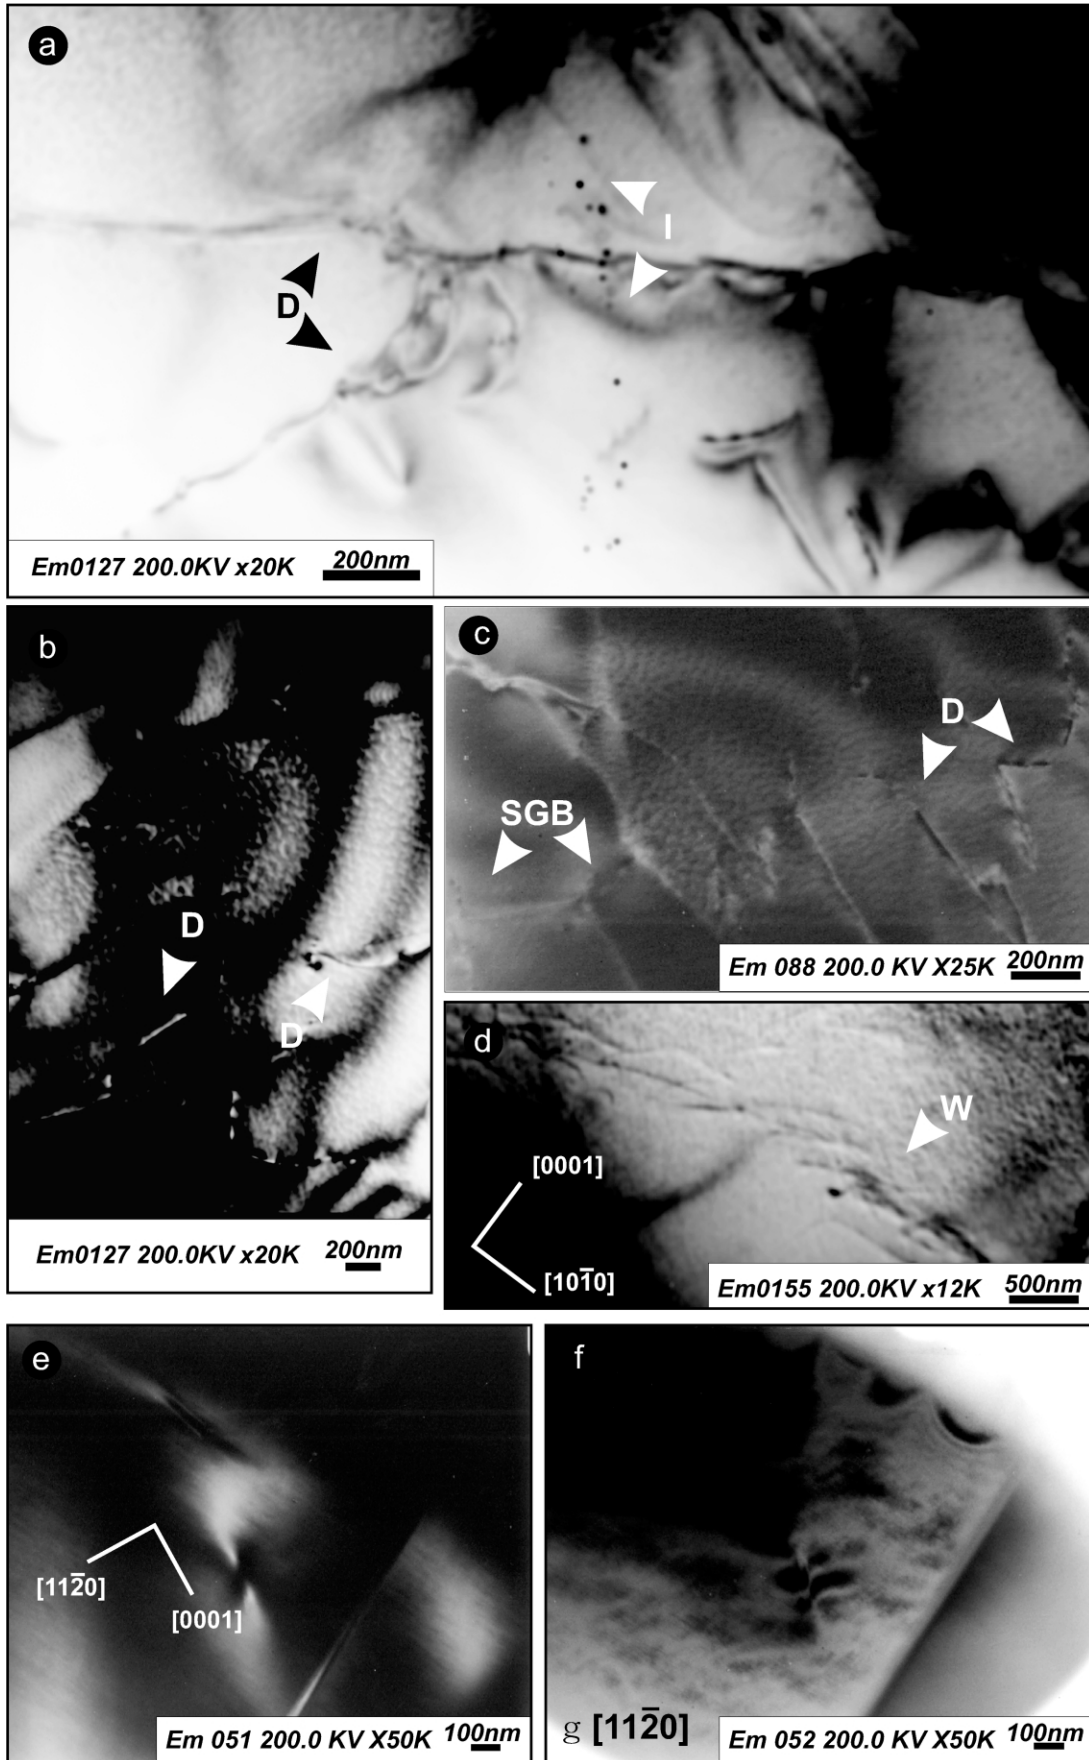 a
I
D
Em0127 200.0KV x20K 200nm
b
D
D
Em0127 200.0KV x20K 200nm
c
D
SGB
Em 088 200.0 KV X25K 200nm
d
W
[0001]
[101̅0]
Em0155 200.0KV x12K 500nm
e
[112̅0]
[0001]
Em 051 200.0 KV X50K 100nm
f
g [112̅0]
Em 052 200.0 KV X50K 100nm